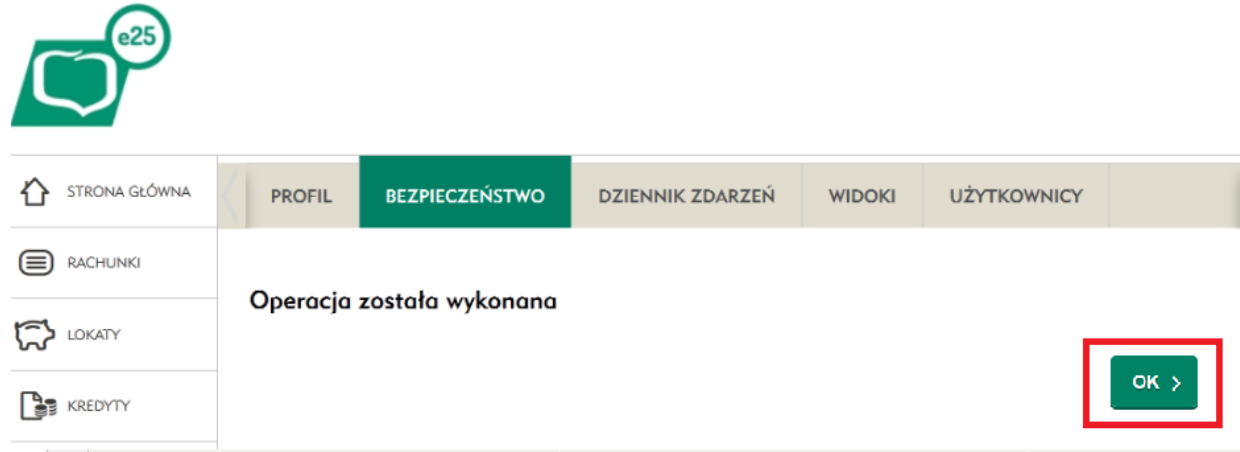 e25
STRONA GŁÓWNA
PROFIL
BEZPIECZEŃSTWO
DZIENNIK ZDARZEŃ
WIDOKI
UŻYTKOWNICY
RACHUNKI
Operacja została wykonana
LOKATY
OK >
KREDYTY